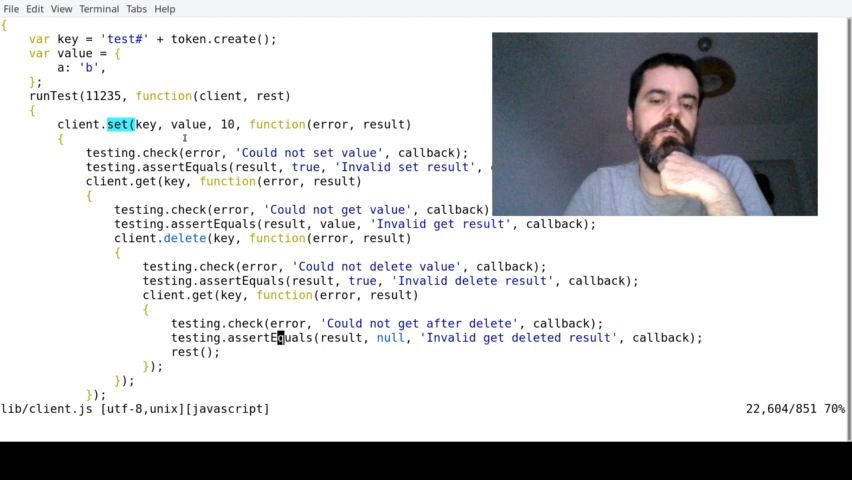 File Edit View Terminal Tabs Help
{
var key = 'test#' + token.create();
var value = {
a: 'b',
};
runTest(11235, function(client, rest)
{
client.set(key, value, 10, function(error, result)
{
testing.check(error, 'Could not set value', callback);
testing.assertEquals(result, true, 'Invalid set result',
client.get(key, function(error, result)
{
testing.check(error, 'Could not get value', callback)
testing.assertEquals(result, value, 'Invalid get result', callback);
client.delete(key, function(error, result)
{
testing.check(error, 'Could not delete value', callback);
testing.assertEquals(result, true, 'Invalid delete result', callback);
client.get(key, function(error, result)
{
testing.check(error, 'Could not get after delete', callback);
testing.assertEquals(result, null, 'Invalid get deleted result', callback);
rest();
});
});
});
lib/client.js [utf-8,unix][javascript] 22,604/851 70%